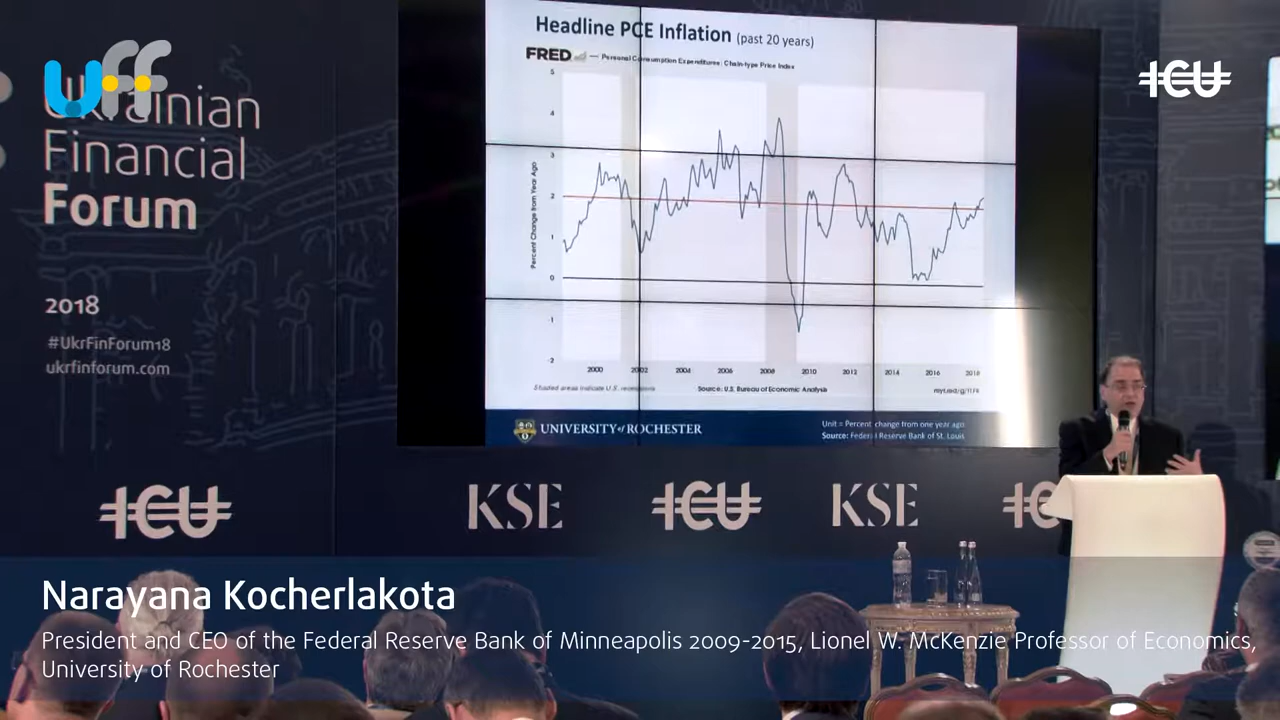 Uff
Ukrainian
Financial
Forum
2018
#UkrFinForum18
ukrfinforum.com
Headline PCE Inflation (past 20 years)
FRED — Personal Consumption Expenditures: Chain-type Price Index
Percent Change from Year Ago
5
4
3
2
1
0
-1
-2
2000 2002 2004 2006 2008 2010 2012 2014 2016 2018
Shaded areas indicate U.S. recessions
Source: U.S. Bureau of Economic Analysis
UNIVERSITY of ROCHESTER
Unit = Percent change from one year ago
Source: Federal Reserve Bank of St. Louis
ICU
ICU
KSE
ICU
KSE
Narayana Kocherlakota
President and CEO of the Federal Reserve Bank of Minneapolis 2009-2015, Lionel W. McKenzie Professor of Economics,
University of Rochester